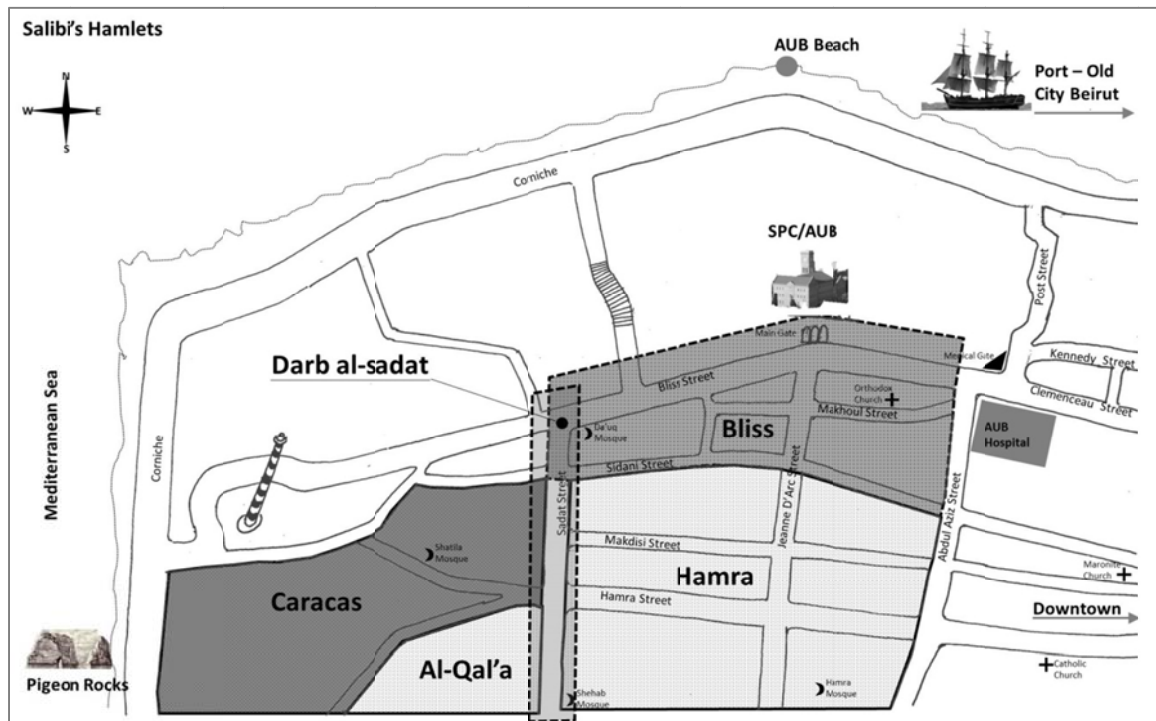 Salibi's Hamlets
N
W
E
S
AUB Beach
Port – Old
City Beirut
Corniche
SPC/AUB
Main Gate
Post Street
Medical Gate
Kennedy Street
Clemenceau Street
Darb al-sadat
Bliss Street
Orthodox
Church
Makhoul Street
Da'uq
Mosque
Bliss
AUB
Hospital
Sidani Street
Mediterranean Sea
Corniche
Sadat Street
Jeanne D'Arc Street
Abdul Aziz Street
Makdisi Street
Shatila
Mosque
Hamra
Maronite
Church
Caracas
Hamra Street
Downtown
Al-Qal'a
Pigeon Rocks
Shehab
Mosque
Hamra
Mosque
Catholic
Church